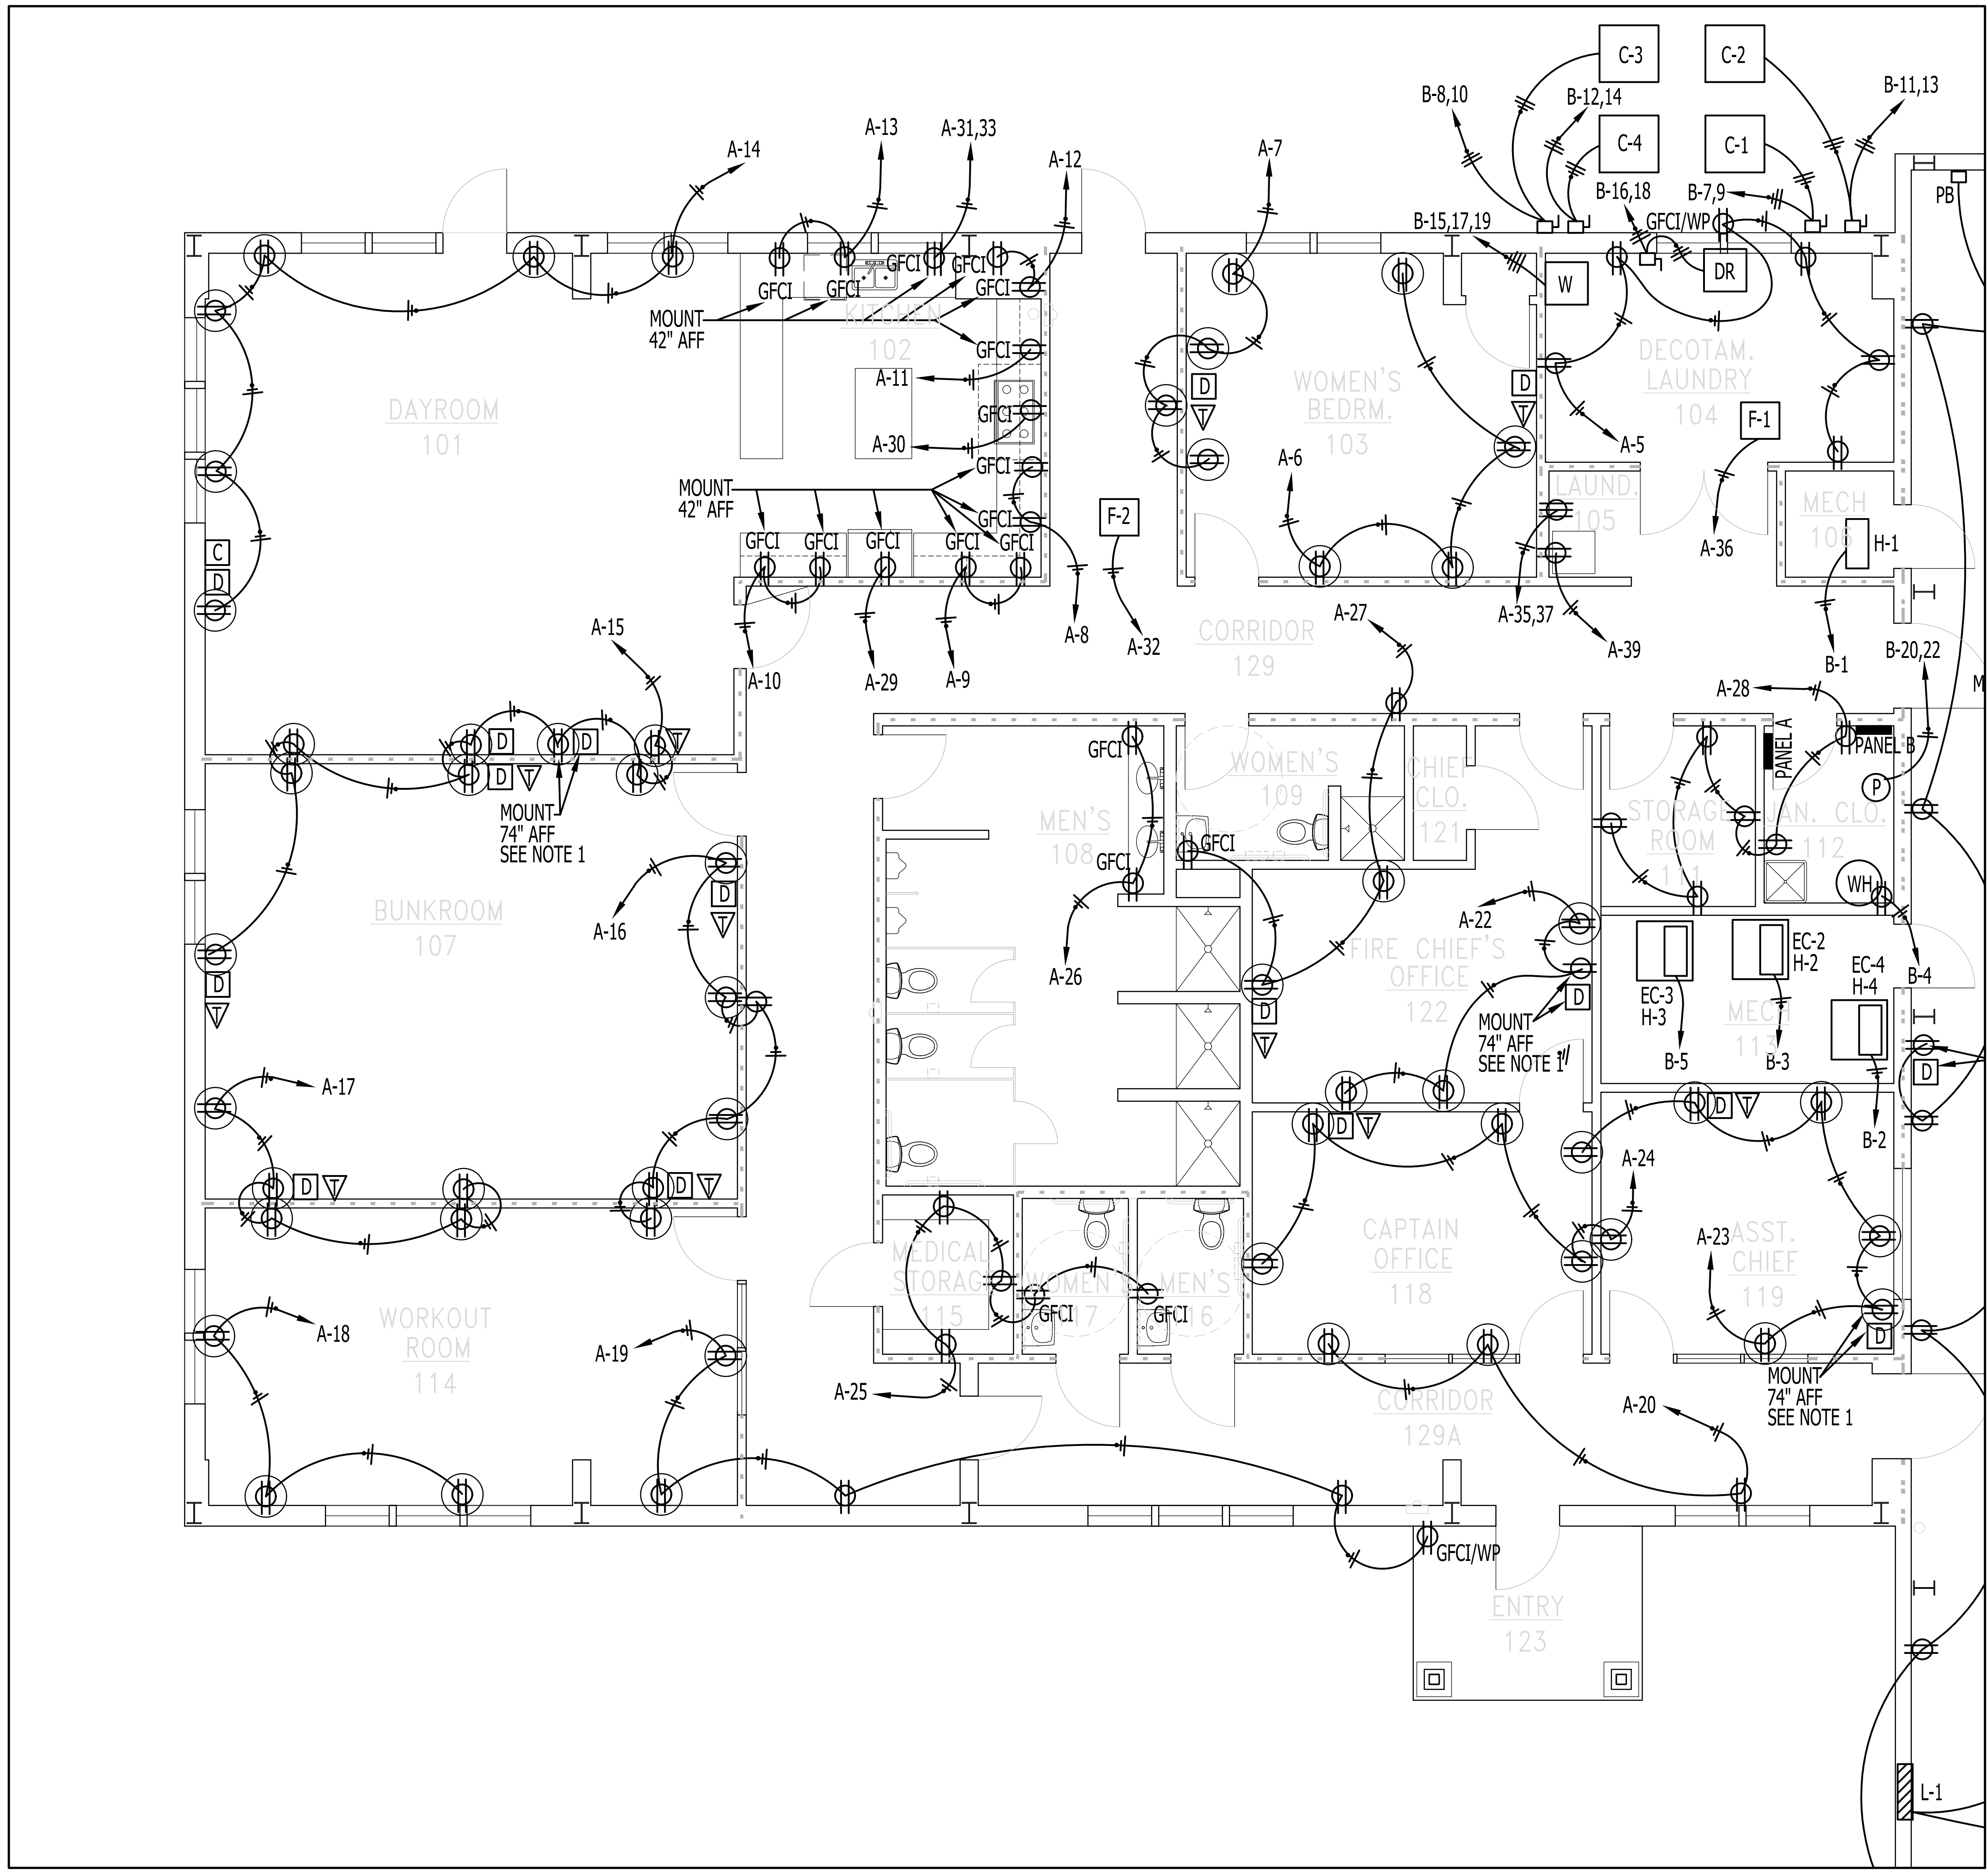 C-3
C-2
B-8,10
B-12,14
B-11,13
C-4
C-1
A-14
A-13
A-31,33
A-12
A-7
B-16,18
B-7,9
PB
B-15,17,19
GFCI/WP
GFCI
GFCI
GFCI
GFCI
GFCI
W
DR
MOUNT
42" AFF
KITCHEN
102
GFCI
A-11
DAYROOM
101
GFCI
A-30
D
T
WOMEN'S
BEDRM.
103
D
T
DECOTAM.
LAUNDRY
104
F-1
A-5
A-6
MOUNT
42" AFF
GFCI
GFCI
GFCI
GFCI
GFCI
GFCI
GFCI
F-2
LAUND.
105
MECH
106
H-1
A-36
C
D
A-15
A-10
A-29
A-9
A-8
A-32
CORRIDOR
129
A-27
A-35,37
A-39
B-1
B-20,22
M
A-28
D
D
T
D
T
MOUNT
74" AFF
SEE NOTE 1
GFCI
GFCI
MEN'S
108
WOMEN'S
109
GFCI
CHIEF
CLO.
121
PANEL A
PANEL B
P
STORAGE
ROOM
111
JAN. CLO.
112
WH
B-4
BUNKROOM
107
D
T
A-16
D
T
A-26
A-22
FIRE CHIEF'S
OFFICE
122
D
T
D
MOUNT
74" AFF
SEE NOTE 1
EC-3
H-3
EC-2
H-2
EC-4
H-4
MECH
113
B-5
B-3
B-2
D
A-17
D
T
D
T
D
T
D
T
A-24
MEDICAL
STORAGE
115
WOMEN'S
117
GFCI
MEN'S
116
GFCI
CAPTAIN
OFFICE
118
A-23
ASST.
CHIEF
119
D
MOUNT
74" AFF
SEE NOTE 1
WORKOUT
ROOM
114
A-18
A-19
A-25
CORRIDOR
129A
A-20
GFCI/WP
ENTRY
123
L-1